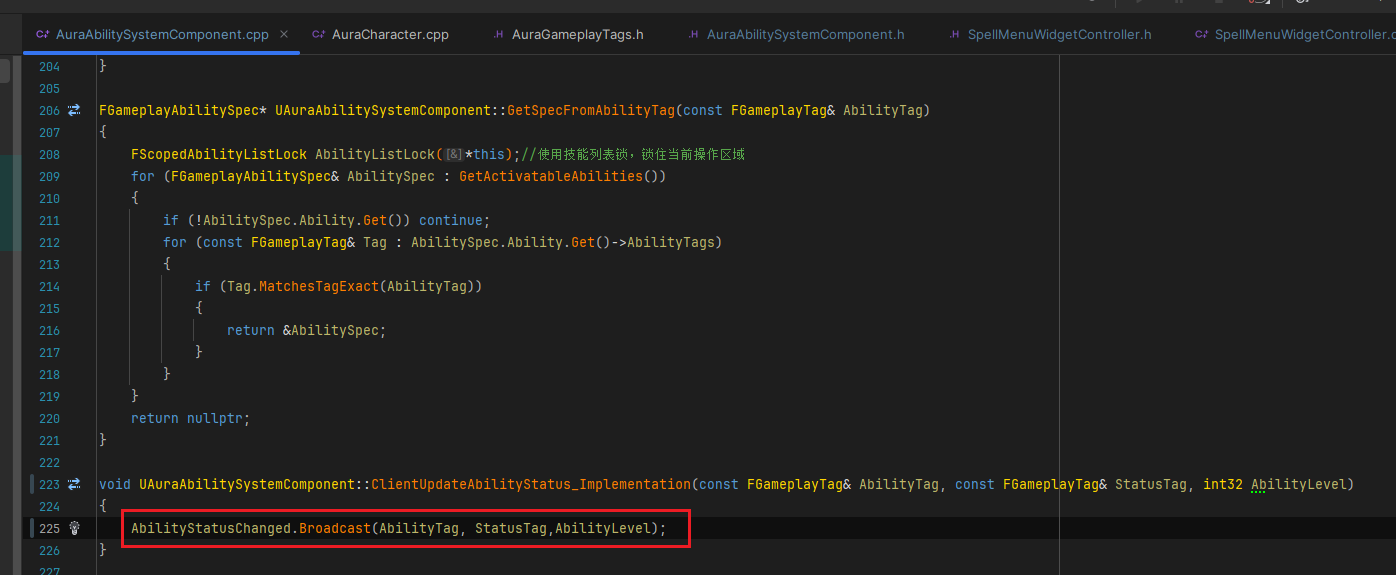 AuraAbilitySystemComponent.cpp
AuraCharacter.cpp
.H AuraGameplayTags.h
.H AuraAbilitySystemComponent.h
.H SpellMenuWidgetController.h
SpellMenuWidgetController.c
204 }
205
206 FGameplayAbilitySpec* UAuraAbilitySystemComponent::GetSpecFromAbilityTag(const FGameplayTag& AbilityTag)
207 {
208 FScopedAbilityListLock AbilityListLock([&]*this);//使用技能列表锁，锁住当前操作区域
209 for (FGameplayAbilitySpec& AbilitySpec : GetActivatableAbilities())
210 {
211 if (!AbilitySpec.Ability.Get()) continue;
212 for (const FGameplayTag& Tag : AbilitySpec.Ability.Get()->AbilityTags)
213 {
214 if (Tag.MatchesTagExact(AbilityTag))
215 {
216 return &AbilitySpec;
217 }
218 }
219 }
220 return nullptr;
221 }
222
223 void UAuraAbilitySystemComponent::ClientUpdateAbilityStatus_Implementation(const FGameplayTag& AbilityTag, const FGameplayTag& StatusTag, int32 AbilityLevel)
224 {
225 AbilityStatusChanged.Broadcast(AbilityTag, StatusTag,AbilityLevel);
226 }
227